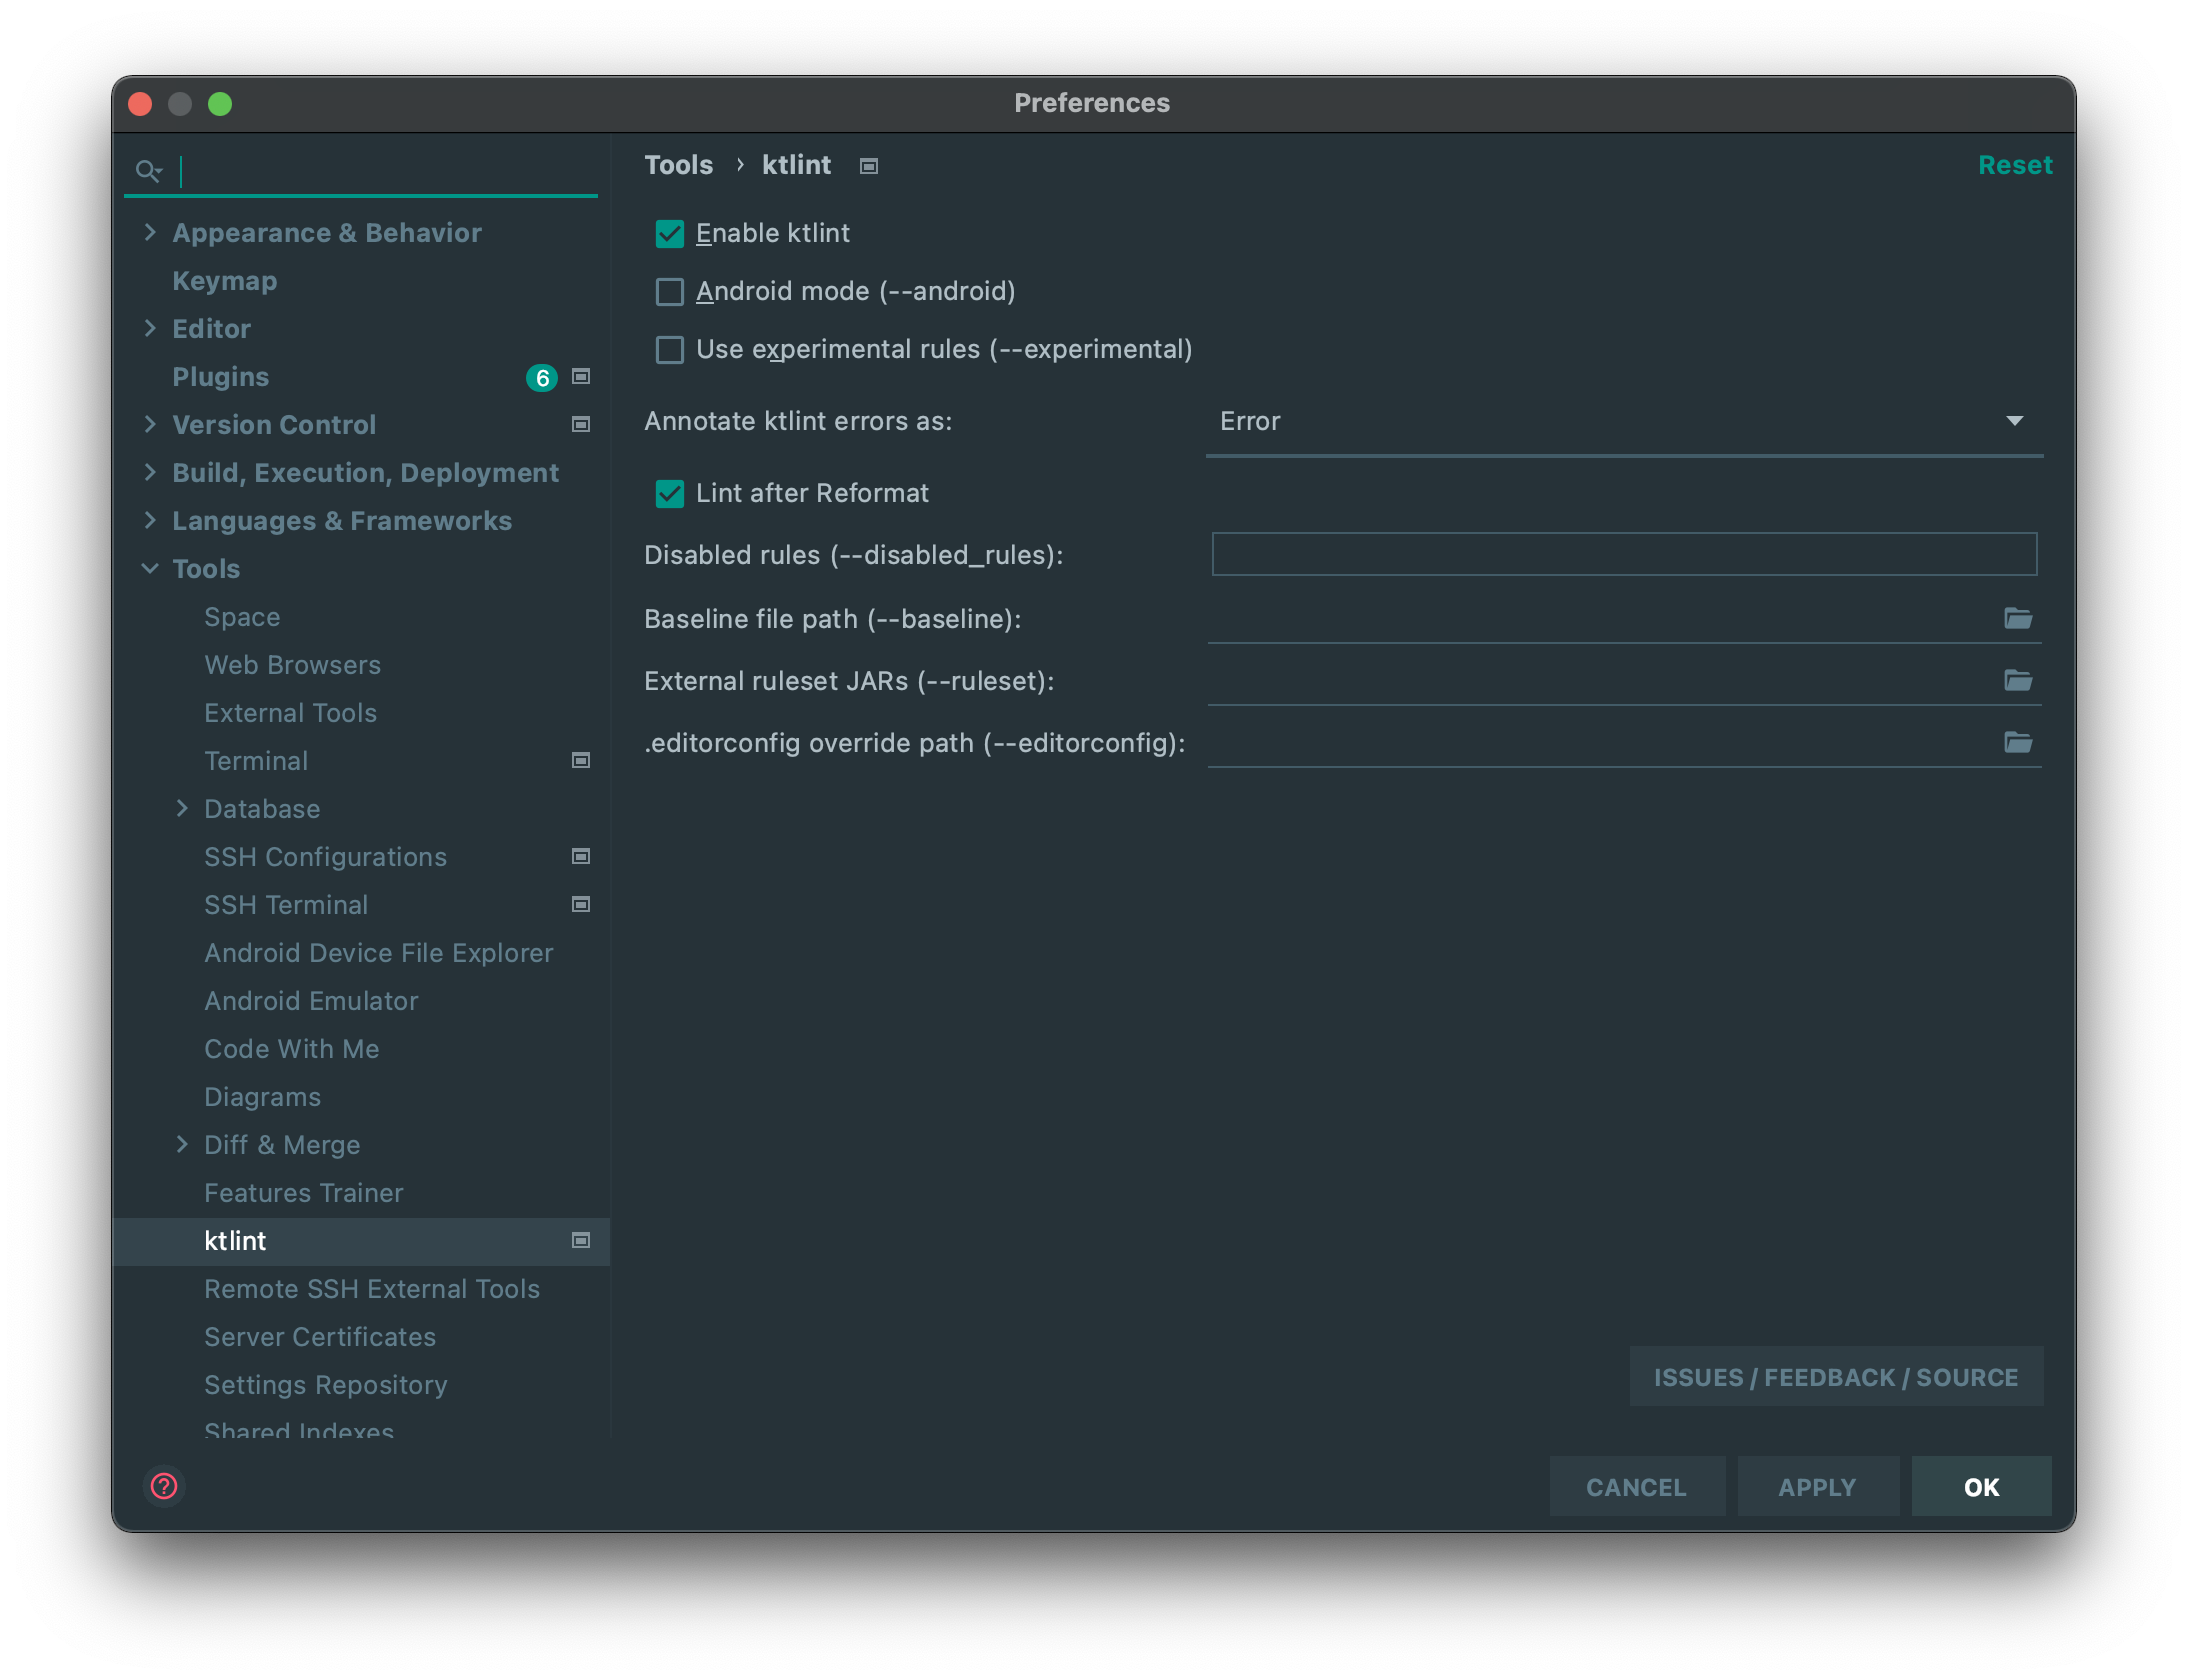 Preferences
Appearance & Behavior
Keymap
Editor
Plugins 6
Version Control
Build, Execution, Deployment
Languages & Frameworks
Tools
Space
Web Browsers
External Tools
Terminal
Database
SSH Configurations
SSH Terminal
Android Device File Explorer
Android Emulator
Code With Me
Diagrams
Diff & Merge
Features Trainer
ktlint
Remote SSH External Tools
Server Certificates
Settings Repository
Shared Indexes
Tools › ktlint
Reset
Enable ktlint
Android mode (--android)
Use experimental rules (--experimental)
Annotate ktlint errors as: Error
Lint after Reformat
Disabled rules (--disabled_rules):
Baseline file path (--baseline):
External ruleset JARs (--ruleset):
.editorconfig override path (--editorconfig):
ISSUES / FEEDBACK / SOURCE
?
CANCEL
APPLY
OK